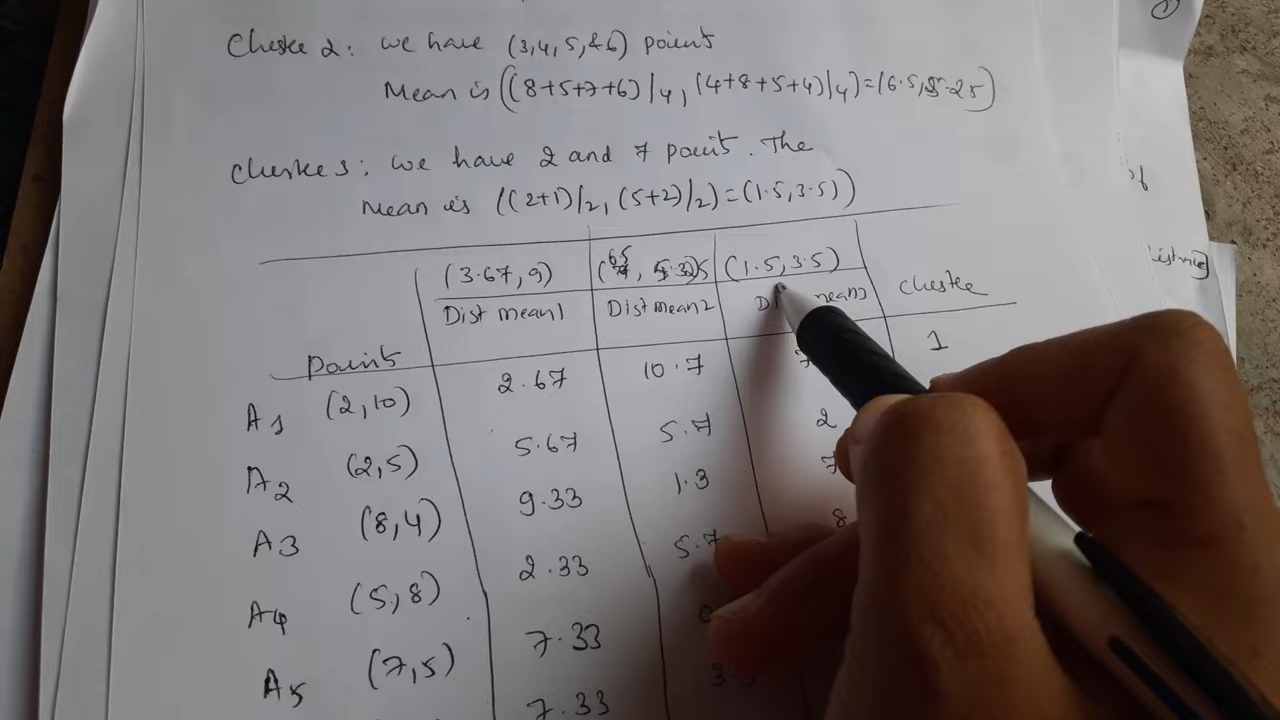 Cluster 2: We have (3,4,5,&6) point
Mean is ((8+5+7+6)/4, (4+8+5+4)/4)=(6.5,5.25)
Cluster 3: We have 2 and 7 point. The
Mean is ((2+1)/2, (5+2)/2)=(1.5,3.5))
(3.67,9) (1.5,3.5)
Points Dist mean1 Dist mean2 Cluster
A1 (2,10) 2.67 10.7 7 1
A2 (2,5) 5.67 5.7 2
A3 (8,4) 9.33 1.3 7
A4 (5,8) 2.33 5.7 8
A5 (7,5) 7.33
7.33